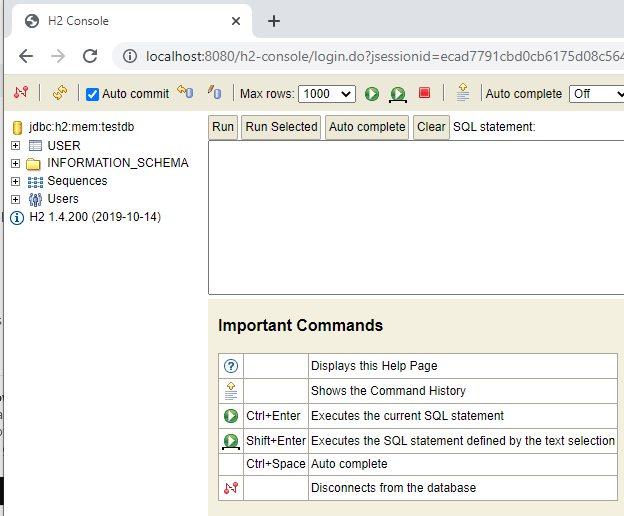 H2 Console
localhost:8080/h2-console/login.do?jsessionid=ecad7791cbd0cb6175d08c564
Auto commit Max rows: 1000 Auto complete Off
jdbc:h2:mem:testdb
USER
INFORMATION_SCHEMA
Sequences
Users
H2 1.4.200 (2019-10-14)
Run Run Selected Auto complete Clear SQL statement:
Important Commands
Displays this Help Page
Shows the Command History
Ctrl+Enter Executes the current SQL statement
Shift+Enter Executes the SQL statement defined by the text selection
Ctrl+Space Auto complete
Disconnects from the database